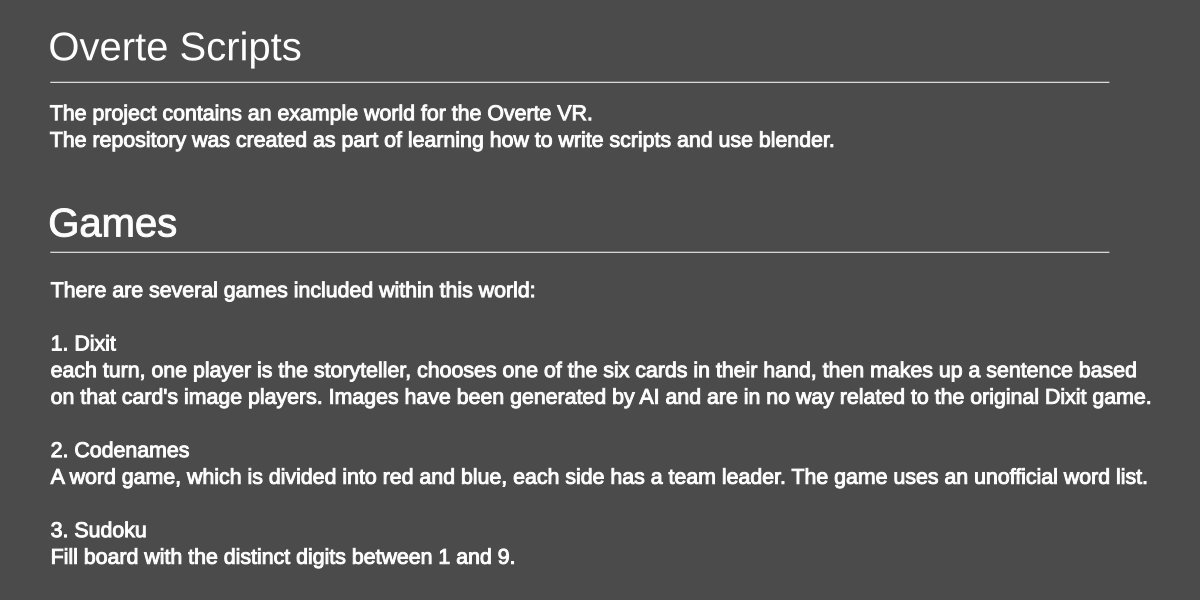 Overte Scripts
The project contains an example world for the Overte VR.
The repository was created as part of learning how to write scripts and use blender.
Games
There are several games included within this world:
1. Dixit
each turn, one player is the storyteller, chooses one of the six cards in their hand, then makes up a sentence based
on that card's image players. Images have been generated by AI and are in no way related to the original Dixit game.
2. Codenames
A word game, which is divided into red and blue, each side has a team leader. The game uses an unofficial word list.
3. Sudoku
Fill board with the distinct digits between 1 and 9.